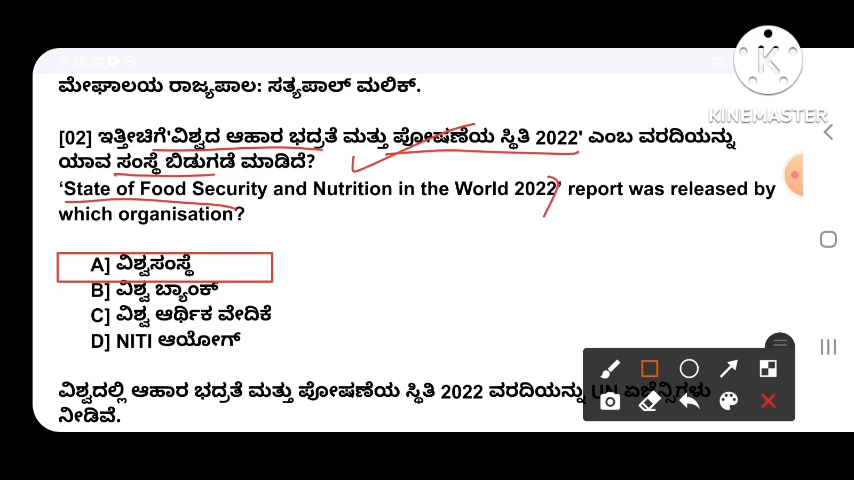 7:25
K
KINEMASTER
ಮೇಘಾಲಯ ರಾಜ್ಯಪಾಲ: ಸತ್ಯಪಾಲ್ ಮಲಿಕ್.
[02] ಇತ್ತೀಚಿಗೆ'ವಿಶ್ವದ ಆಹಾರ ಭದ್ರತೆ ಮತ್ತು ಪೋಷಣೆಯ ಸ್ಥಿತಿ 2022' ಎಂಬ ವರದಿಯನ್ನು
ಯಾವ ಸಂಸ್ಥೆ ಬಿಡುಗಡೆ ಮಾಡಿದೆ?
‘State of Food Security and Nutrition in the World 2022’ report was released by
which organisation?
A] ವಿಶ್ವಸಂಸ್ಥೆ
B] ವಿಶ್ವ ಬ್ಯಾಂಕ್
C] ವಿಶ್ವ ಆರ್ಥಿಕ ವೇದಿಕೆ
D] NITI ಆಯೋಗ್
ವಿಶ್ವದಲ್ಲಿ ಆಹಾರ ಭದ್ರತೆ ಮತ್ತು ಪೋಷಣೆಯ ಸ್ಥಿತಿ 2022 ವರದಿಯನ್ನು UN ಏಜೆನ್ಸಿಗಳು
ನೀಡಿವೆ.